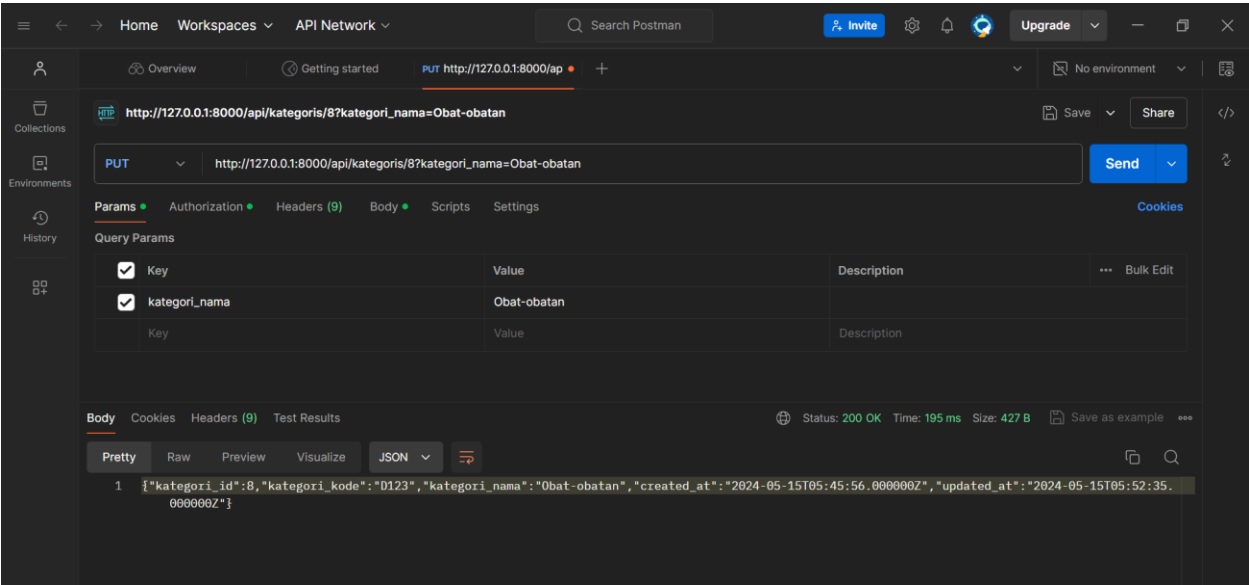 Home Workspaces API Network Search Postman Invite Upgrade
Overview Getting started PUT http://127.0.0.1:8000/ap No environment
HTTP http://127.0.0.1:8000/api/kategoris/8?kategori_nama=Obat-obatan Save Share
Collections
PUT http://127.0.0.1:8000/api/kategoris/8?kategori_nama=Obat-obatan Send
Environments
Params Authorization Headers (9) Body Scripts Settings Cookies
History
Query Params
Key Value Description Bulk Edit
kategori_nama Obat-obatan
Key Value Description
Body Cookies Headers (9) Test Results Status: 200 OK Time: 195 ms Size: 427 B Save as example
Pretty Raw Preview Visualize JSON
1 {"kategori_id":8,"kategori_kode":"D123","kategori_nama":"Obat-obatan","created_at":"2024-05-15T05:45:56.000000Z","updated_at":"2024-05-15T05:52:35.
000000Z"}